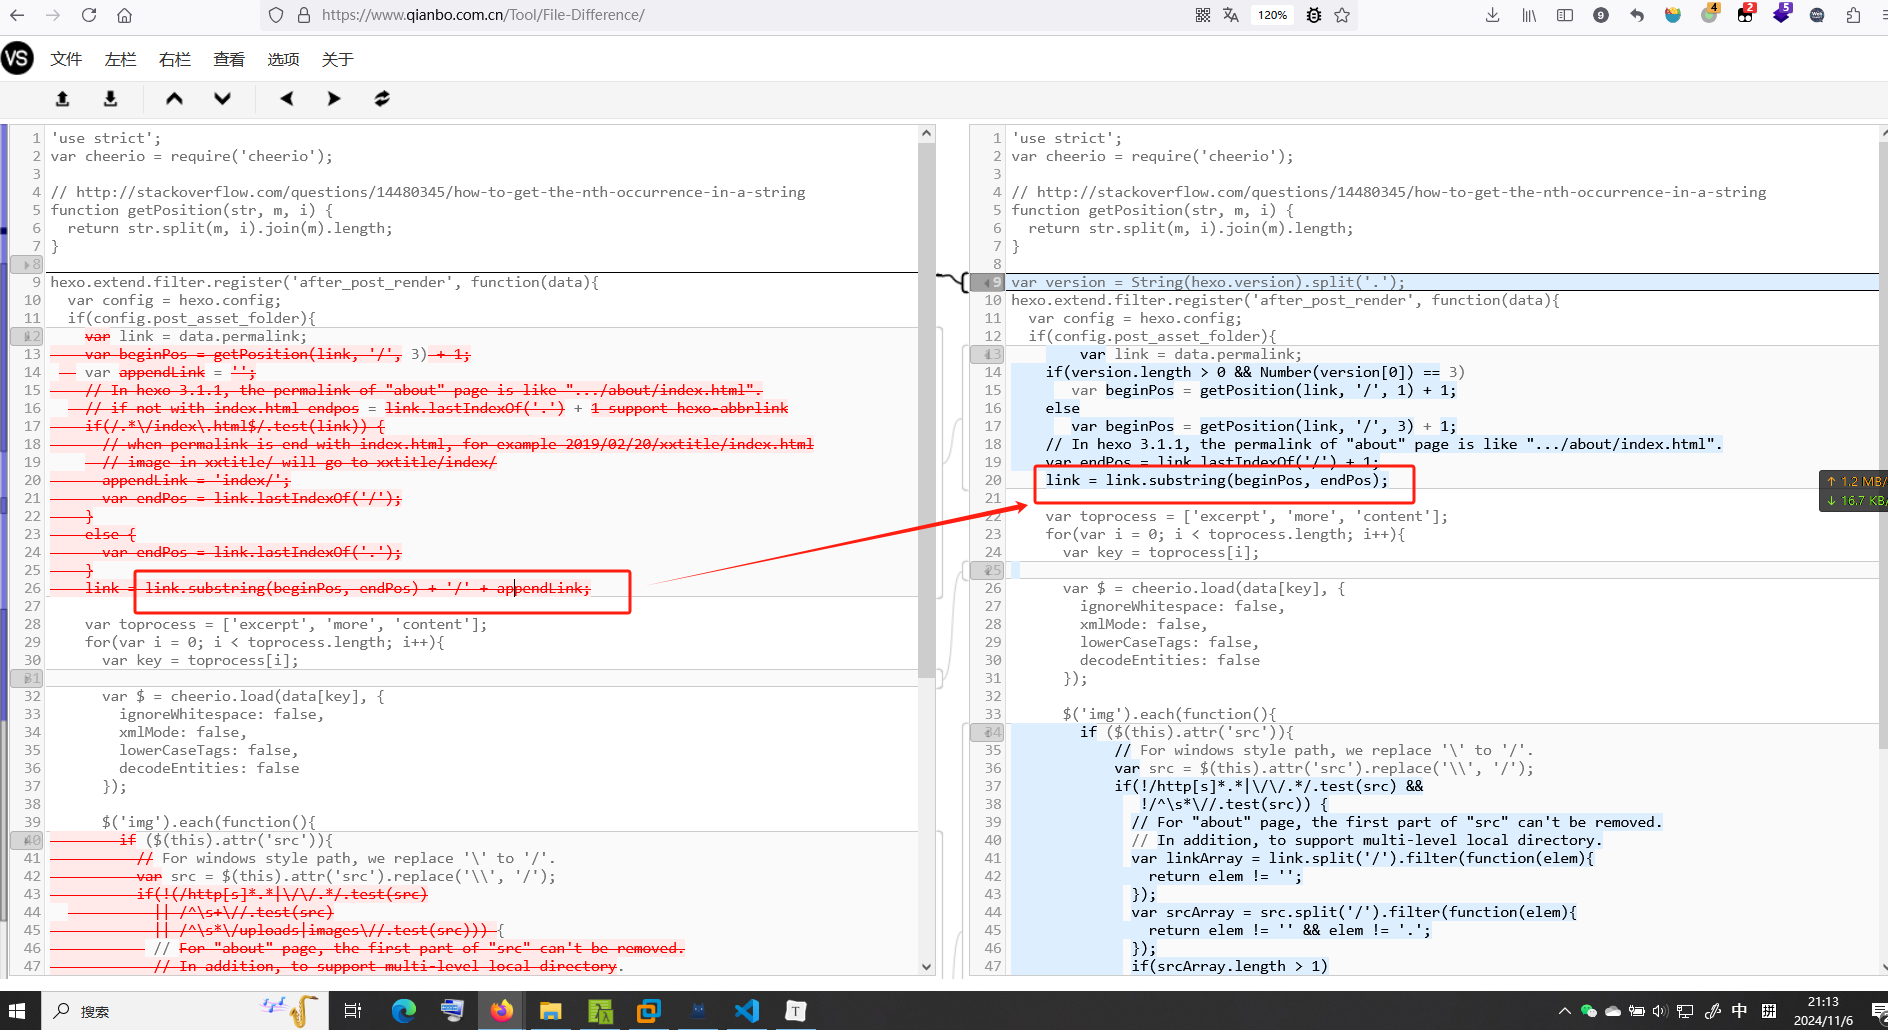 https://www.qianbo.com.cn/Tool/File-Difference/
120%
9
4
2
5
VS
文件 左栏 右栏 查看 选项 关于
1 'use strict';
2 var cheerio = require('cheerio');
3
4 // http://stackoverflow.com/questions/14480345/how-to-get-the-nth-occurrence-in-a-string
5 function getPosition(str, m, i) {
6 return str.split(m, i).join(m).length;
7 }
8
9 hexo.extend.filter.register('after_post_render', function(data){
10 var config = hexo.config;
11 if(config.post_asset_folder){
12 var link = data.permalink;
13 var beginPos = getPosition(link, '/', 3) + 1;
14 var appendLink = '';
15 // In hexo 3.1.1, the permalink of "about" page is like ".../about/index.html".
16 // if not with index.html endpos = link.lastIndexOf('.') + 1 support hexo-abbrlink
17 if(/.*\/index\.html$/.test(link)) {
18 // when permalink is end with index.html, for example 2019/02/20/xxtitle/index.html
19 // image in xxtitle/ will go to xxtitle/index/
20 appendLink = 'index/';
21 var endPos = link.lastIndexOf('/');
22 }
23 else {
24 var endPos = link.lastIndexOf('.');
25 }
26 link = link.substring(beginPos, endPos) + '/' + appendLink;
27
28 var toprocess = ['excerpt', 'more', 'content'];
29 for(var i = 0; i < toprocess.length; i++){
30 var key = toprocess[i];
31
32 var $ = cheerio.load(data[key], {
33 ignoreWhitespace: false,
34 xmlMode: false,
35 lowerCaseTags: false,
36 decodeEntities: false
37 });
38
39 $('img').each(function(){
40 if ($(this).attr('src')){
41 // For windows style path, we replace '\' to '/'.
42 var src = $(this).attr('src').replace('\\', '/');
43 if(!(/http[s]*.*|\/\/.*/.test(src)
44 || /^\s+\//.test(src)
45 || /^\s*\/uploads|images\//.test(src))) {
46 // For "about" page, the first part of "src" can't be removed.
47 // In addition, to support multi-level local directory.
1 'use strict';
2 var cheerio = require('cheerio');
3
4 // http://stackoverflow.com/questions/14480345/how-to-get-the-nth-occurrence-in-a-string
5 function getPosition(str, m, i) {
6 return str.split(m, i).join(m).length;
7 }
8
9 var version = String(hexo.version).split('.');
10 hexo.extend.filter.register('after_post_render', function(data){
11 var config = hexo.config;
12 if(config.post_asset_folder){
13 var link = data.permalink;
14 if(version.length > 0 && Number(version[0]) == 3)
15 var beginPos = getPosition(link, '/', 1) + 1;
16 else
17 var beginPos = getPosition(link, '/', 3) + 1;
18 // In hexo 3.1.1, the permalink of "about" page is like ".../about/index.html".
19 var endPos = link.lastIndexOf('/') + 1;
20 link = link.substring(beginPos, endPos);
21
22 var toprocess = ['excerpt', 'more', 'content'];
23 for(var i = 0; i < toprocess.length; i++){
24 var key = toprocess[i];
25
26 var $ = cheerio.load(data[key], {
27 ignoreWhitespace: false,
28 xmlMode: false,
29 lowerCaseTags: false,
30 decodeEntities: false
31 });
32
33 $('img').each(function(){
34 if ($(this).attr('src')){
35 // For windows style path, we replace '\' to '/'.
36 var src = $(this).attr('src').replace('\\', '/');
37 if(!/http[s]*.*|\/\/.*/.test(src) &&
38 !/^\s*\//.test(src)) {
39 // For "about" page, the first part of "src" can't be removed.
40 // In addition, to support multi-level local directory.
41 var linkArray = link.split('/').filter(function(elem){
42 return elem != '';
43 });
44 var srcArray = src.split('/').filter(function(elem){
45 return elem != '' && elem != '.';
46 });
47 if(srcArray.length > 1)
↑ 1.2 MB/
↓ 16.7 KB/
搜索
T
中
拼
21:13
2024/11/6